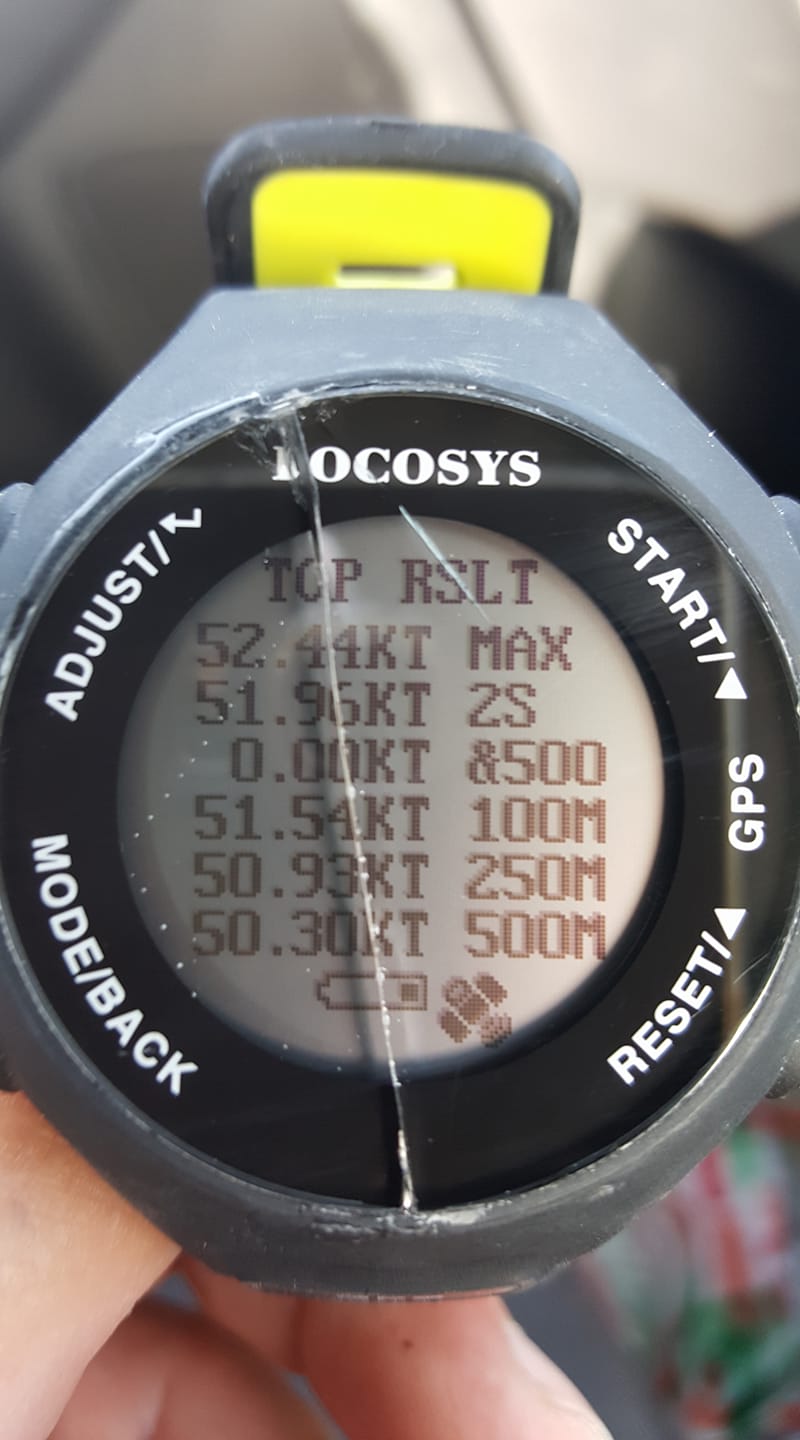 LOCOSYS
ADJUST/↖
START/▼
TOP RSLT
52.44KT MAX
51.96KT 2S
0.00KT &500
51.54KT 100M
50.93KT 250M
50.30KT 500M
GPS
MODE/BACK
RESET/▲